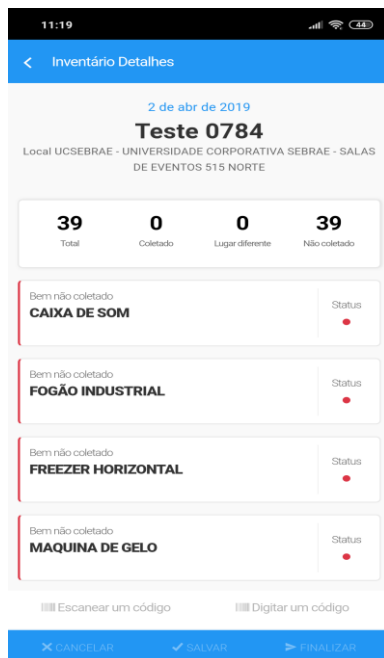 11:19
44
Inventário Detalhes
2 de abr de 2019
Teste 0784
Local UCSEBRAE - UNIVERSIDADE CORPORATIVA SEBRAE - SALAS
DE EVENTOS 515 NORTE
39 0 0 39
Total Coletado Lugar diferente Não coletado
Bem não coletado
CAIXA DE SOM
Status
Bem não coletado
FOGÃO INDUSTRIAL
Status
Bem não coletado
FREEZER HORIZONTAL
Status
Bem não coletado
MAQUINA DE GELO
Status
Escanear um código Digitar um código
CANCELAR SALVAR FINALIZAR